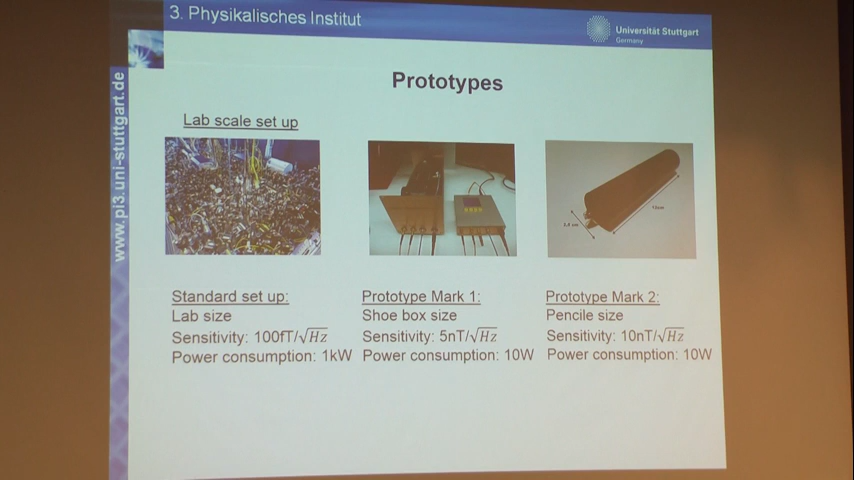 3. Physikalisches Institut
Universität Stuttgart
Germany
www.pi3.uni-stuttgart.de
Prototypes
Lab scale set up
Standard set up:
Lab size
Sensitivity: 100fT/√Hz
Power consumption: 1kW
Prototype Mark 1:
Shoe box size
Sensitivity: 5nT/√Hz
Power consumption: 10W
Prototype Mark 2:
Pencile size
Sensitivity: 10nT/√Hz
Power consumption: 10W